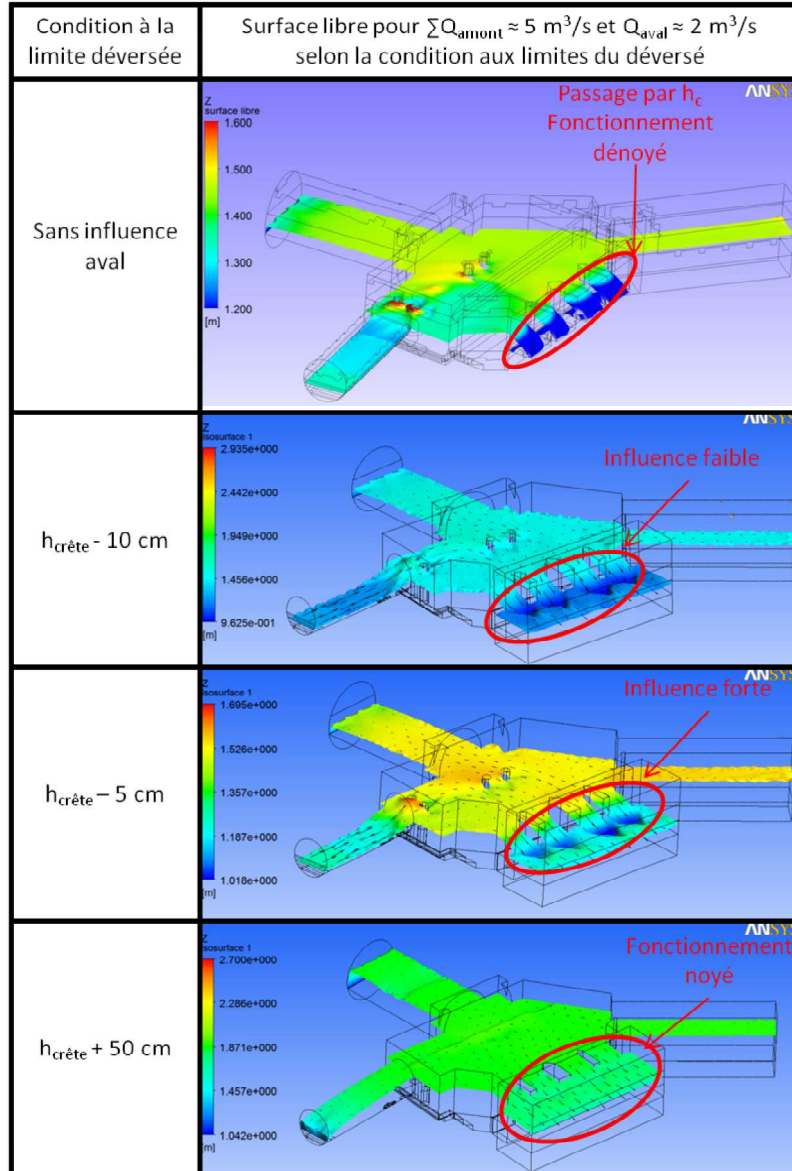 Condition à la
limite déversée
Surface libre pour ∑Qamont ≈ 5 m³/s et Qaval ≈ 2 m³/s
selon la condition aux limites du déversé
Sans influence
aval
Z
surface libre
1.600
1.500
1.400
1.300
1.200
[m]
Passage par hc
Fonctionnement
dénoyé
ANSYS
hcrête - 10 cm
Z
Isosurface 1
2.935e+000
2.442e+000
1.949e+000
1.456e+000
9.625e-001
[m]
Influence faible
ANSYS
hcrête – 5 cm
Z
Isosurface 1
1.695e+000
1.526e+000
1.357e+000
1.187e+000
1.018e+000
[m]
Influence forte
ANSYS
hcrête + 50 cm
Z
Isosurface 1
2.700e+000
2.286e+000
1.871e+000
1.457e+000
1.042e+000
[m]
Fonctionnement
noyé
ANSYS